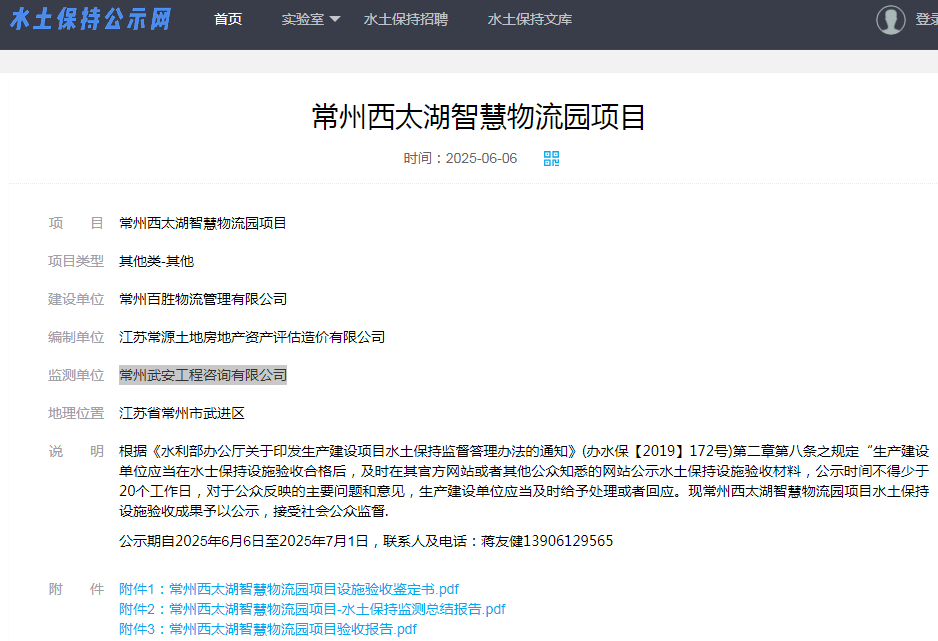 水土保持公示网 首页 实验室 水土保持招聘 水土保持文库 登录
常州西太湖智慧物流园项目
时间：2025-06-06
项 目 常州西太湖智慧物流园项目
项目类型 其他类-其他
建设单位 常州百胜物流管理有限公司
编制单位 江苏常源土地房地产资产评估造价有限公司
监测单位 常州武安工程咨询有限公司
地理位置 江苏省常州市武进区
说 明 根据《水利部办公厅关于印发生产建设项目水土保持监督答理办法的通知》(办水保【2019】172号)第二章第八条之规定“生产建设
单位应当在水土保持设施验收合格后，及时在其官方网站或者其他公众知悉的网站公示水土保持设施验收材料，公示时间不得少于
20个工作日，对于公众反映的主要问题和意见，生产建设单位应当及时给予处理或者回应。现常州西太湖智慧物流园项目水土保持
设施验收成果予以公示，接受社会公众监督.
公示期自2025年6月6日至2025年7月1日，联系人及电话：蒋友健13906129565
附 件 附件1：常州西太湖智慧物流园项目设施验收鉴定书.pdf
附件2：常州西太湖智慧物流园项目-水土保持监测总结报告.pdf
附件3：常州西太湖智慧物流园项目验收报告.pdf